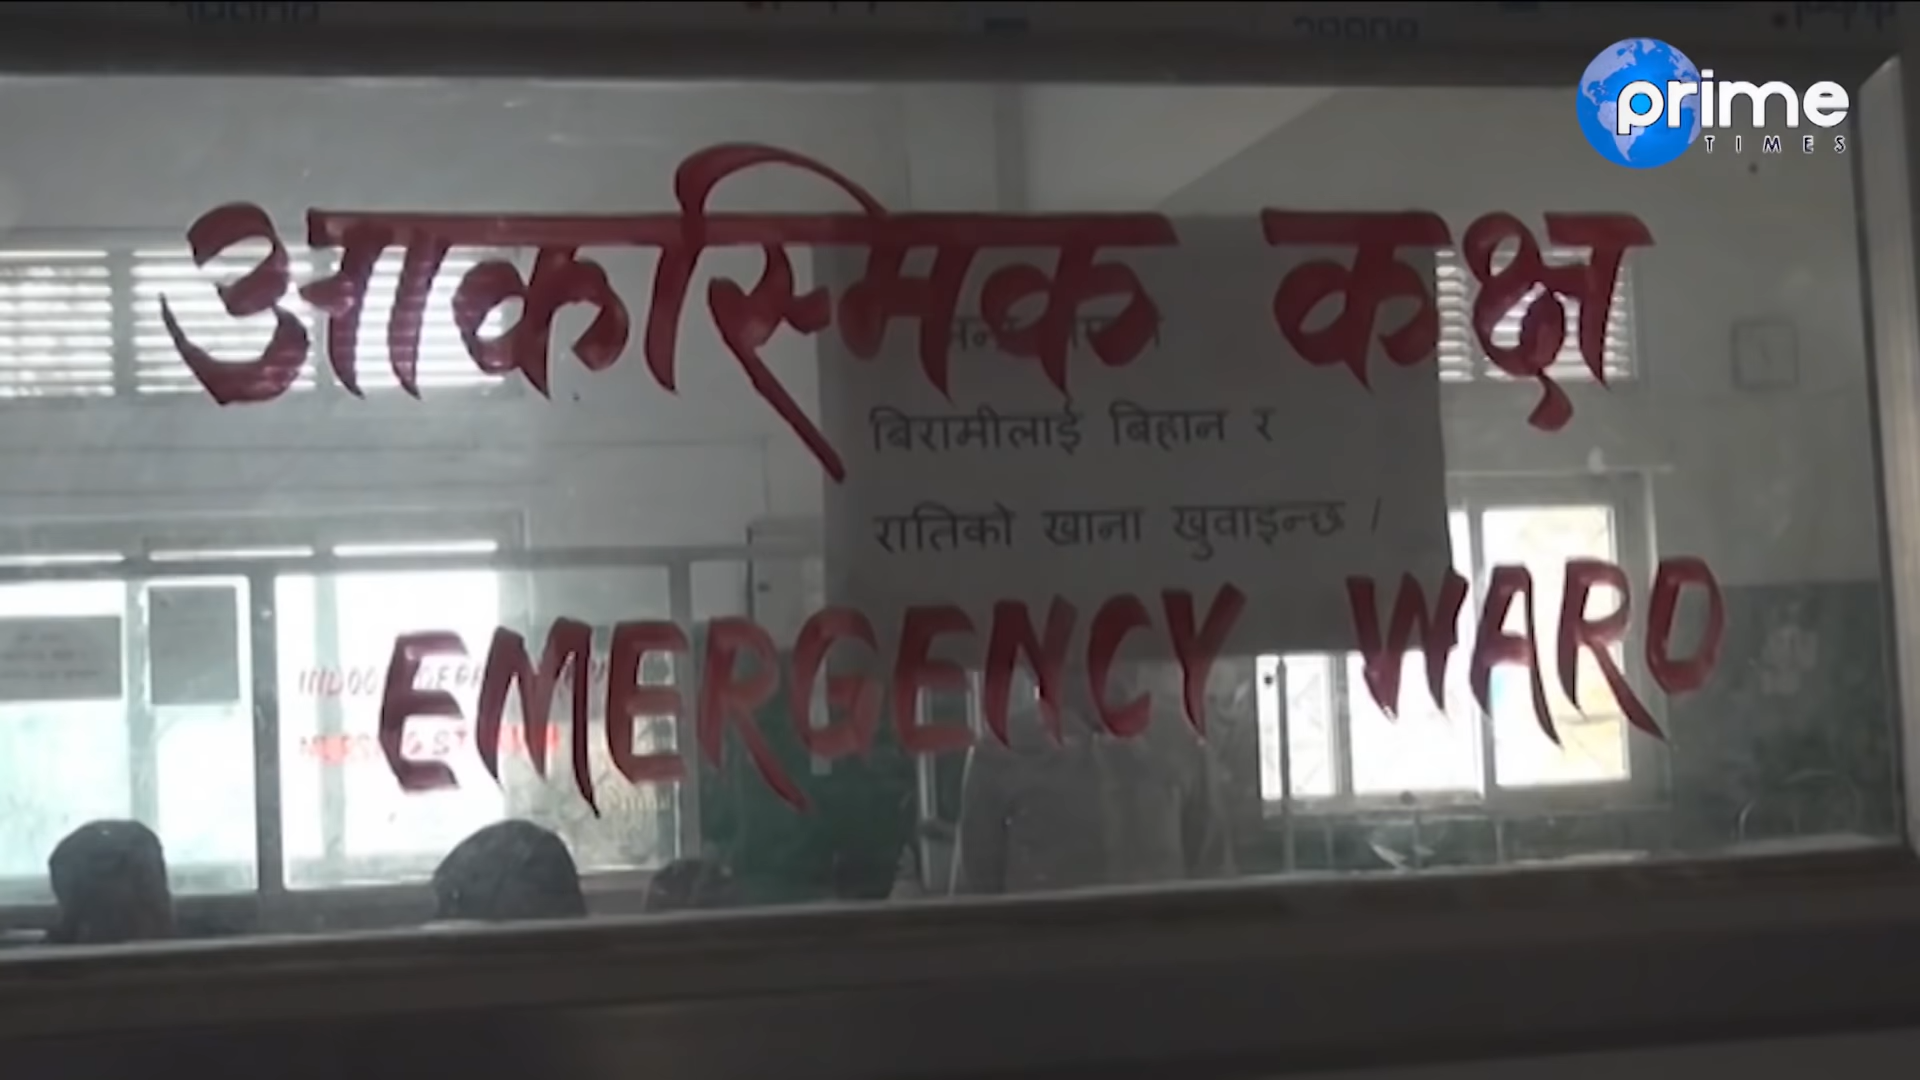 prime
TIMES
आकस्मिक कक्ष
बिरामीलाई बिहान र
रातिको खाना खुवाइन्छ /
EMERGENCY WARD